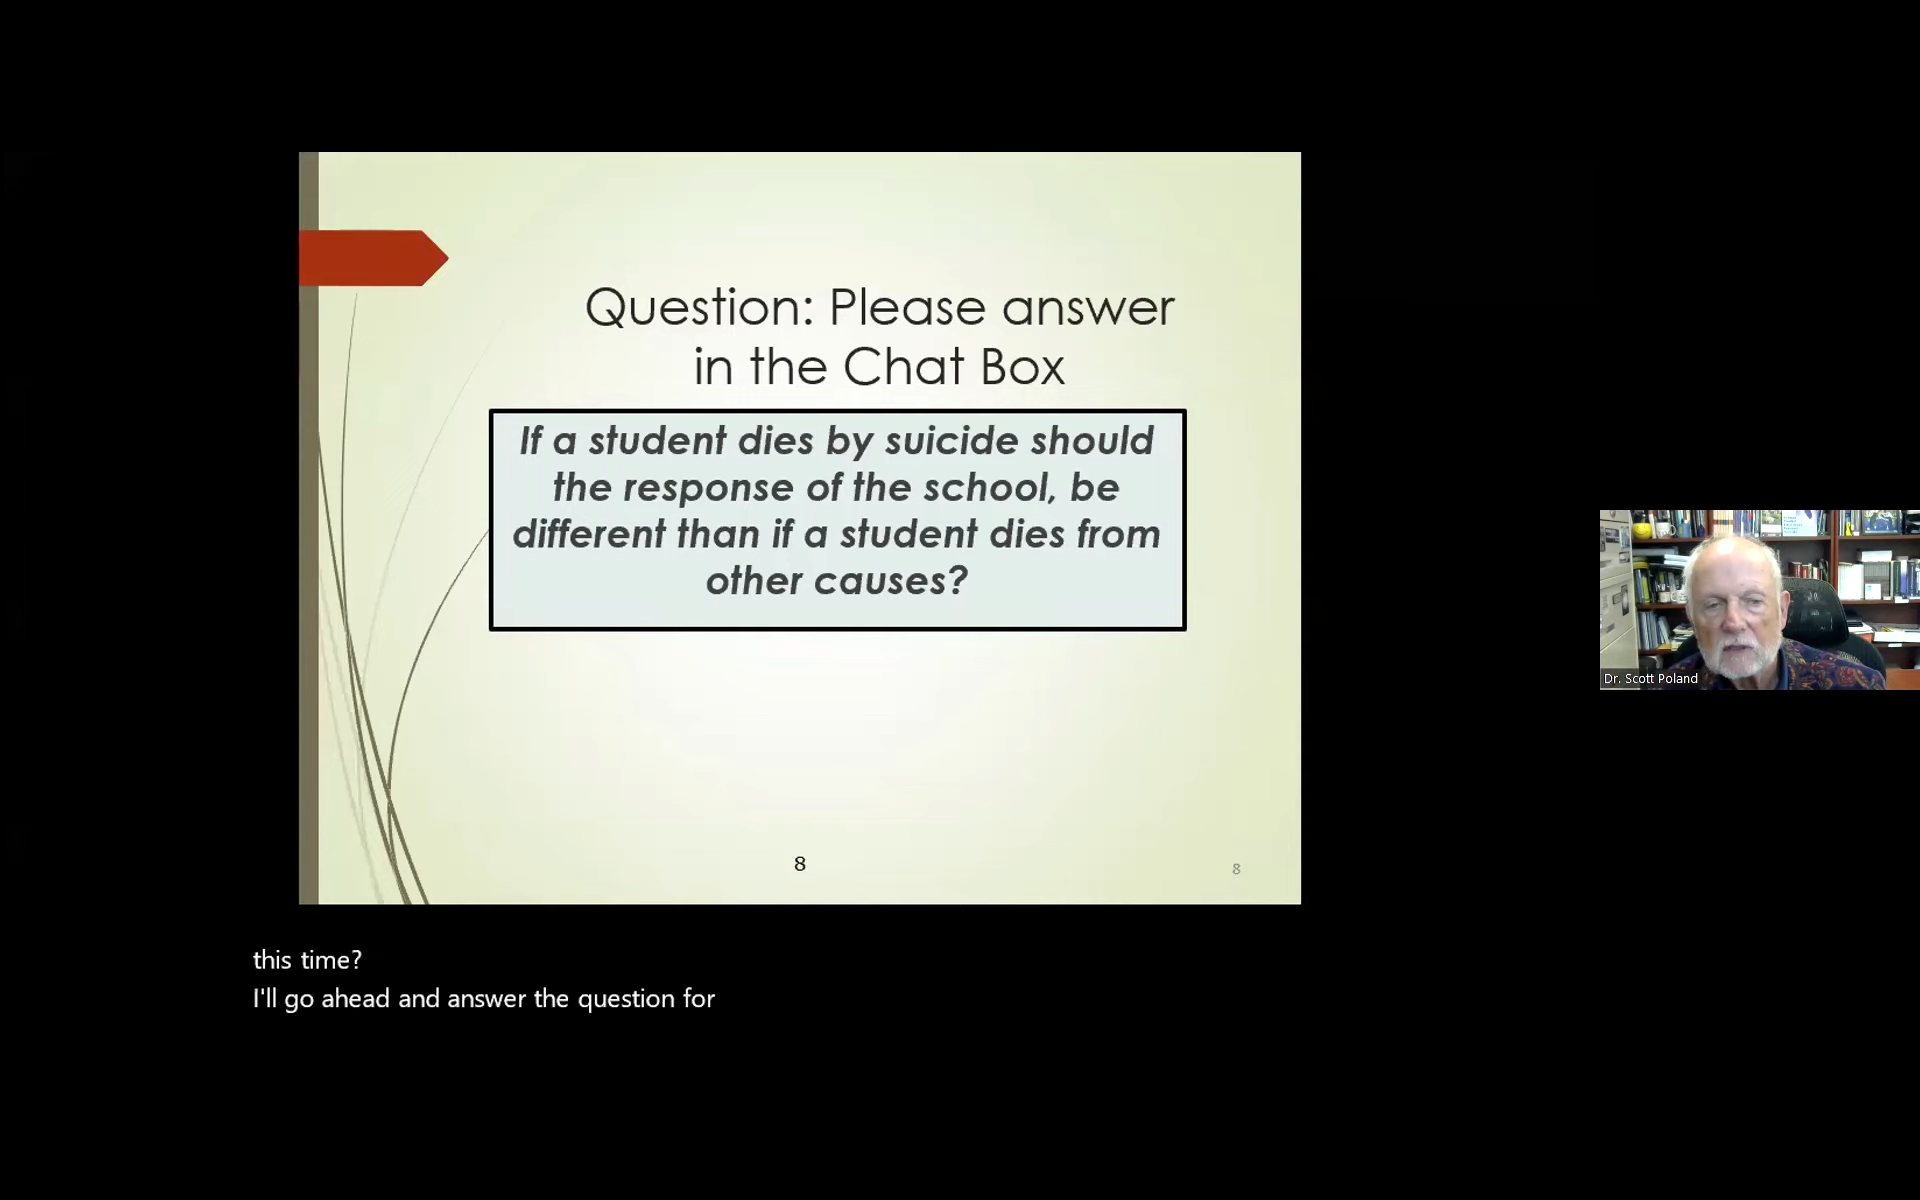 Question: Please answer
in the Chat Box
If a student dies by suicide should
the response of the school, be
different than if a student dies from
other causes?
8
8
Dr. Scott Poland
this time?
I'll go ahead and answer the question for